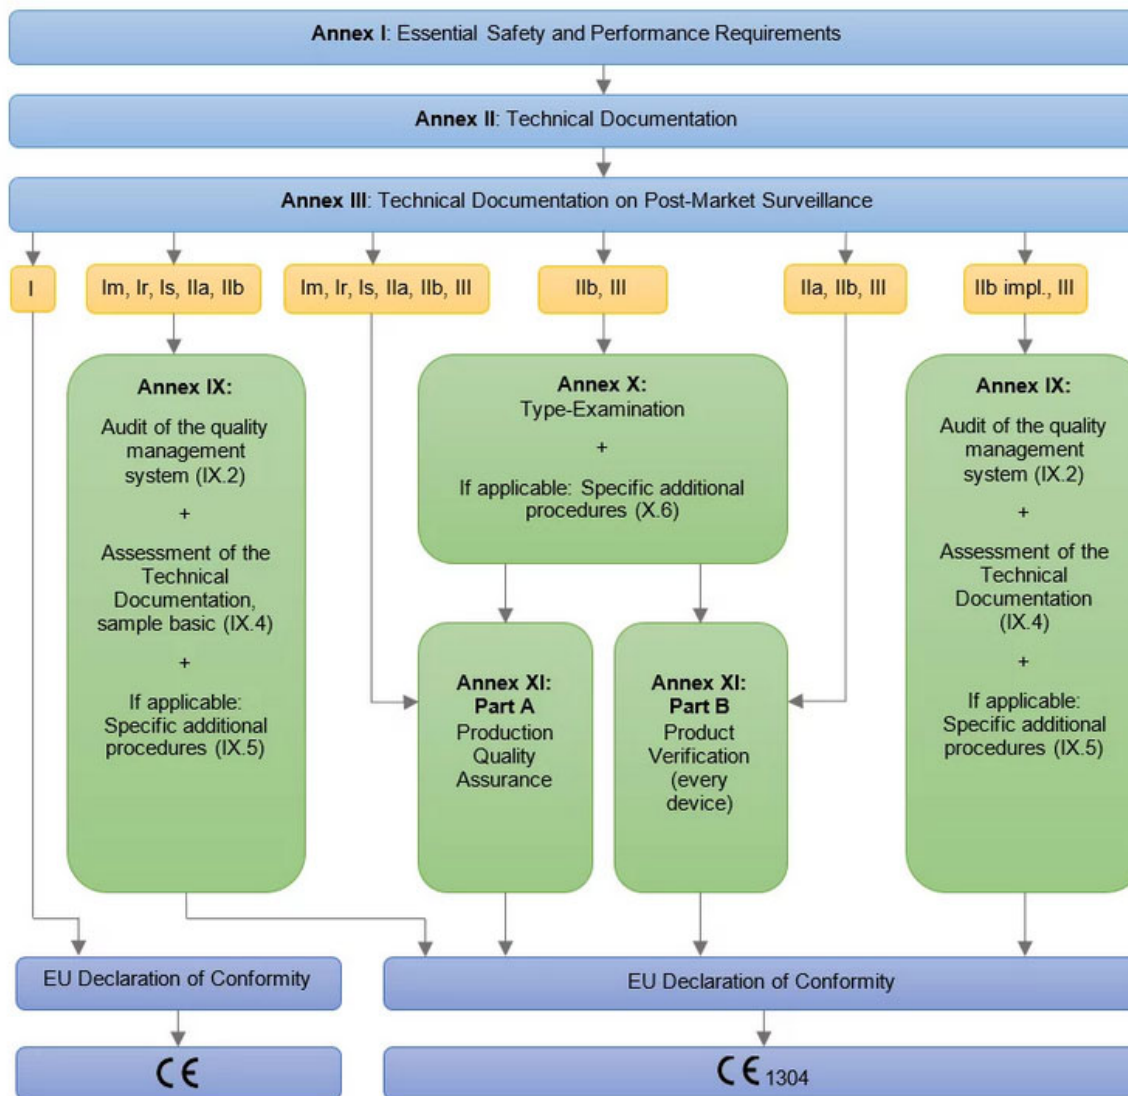 Annex I: Essential Safety and Performance Requirements
Annex II: Technical Documentation
Annex III: Technical Documentation on Post-Market Surveillance
I
Im, Ir, Is, IIa, IIb
Im, Ir, Is, IIa, IIb, III
IIb, III
IIa, IIb, III
IIb impl., III
Annex IX:
Audit of the quality
management
system (IX.2)
+
Assessment of the
Technical
Documentation,
sample basic (IX.4)
+
If applicable:
Specific additional
procedures (IX.5)
Annex X:
Type-Examination
+
If applicable: Specific additional
procedures (X.6)
Annex XI:
Part A
Production
Quality
Assurance
Annex XI:
Part B
Product
Verification
(every
device)
Annex IX:
Audit of the quality
management
system (IX.2)
+
Assessment of the
Technical
Documentation
(IX.4)
+
If applicable:
Specific additional
procedures (IX.5)
EU Declaration of Conformity
EU Declaration of Conformity
CE
CE 1304